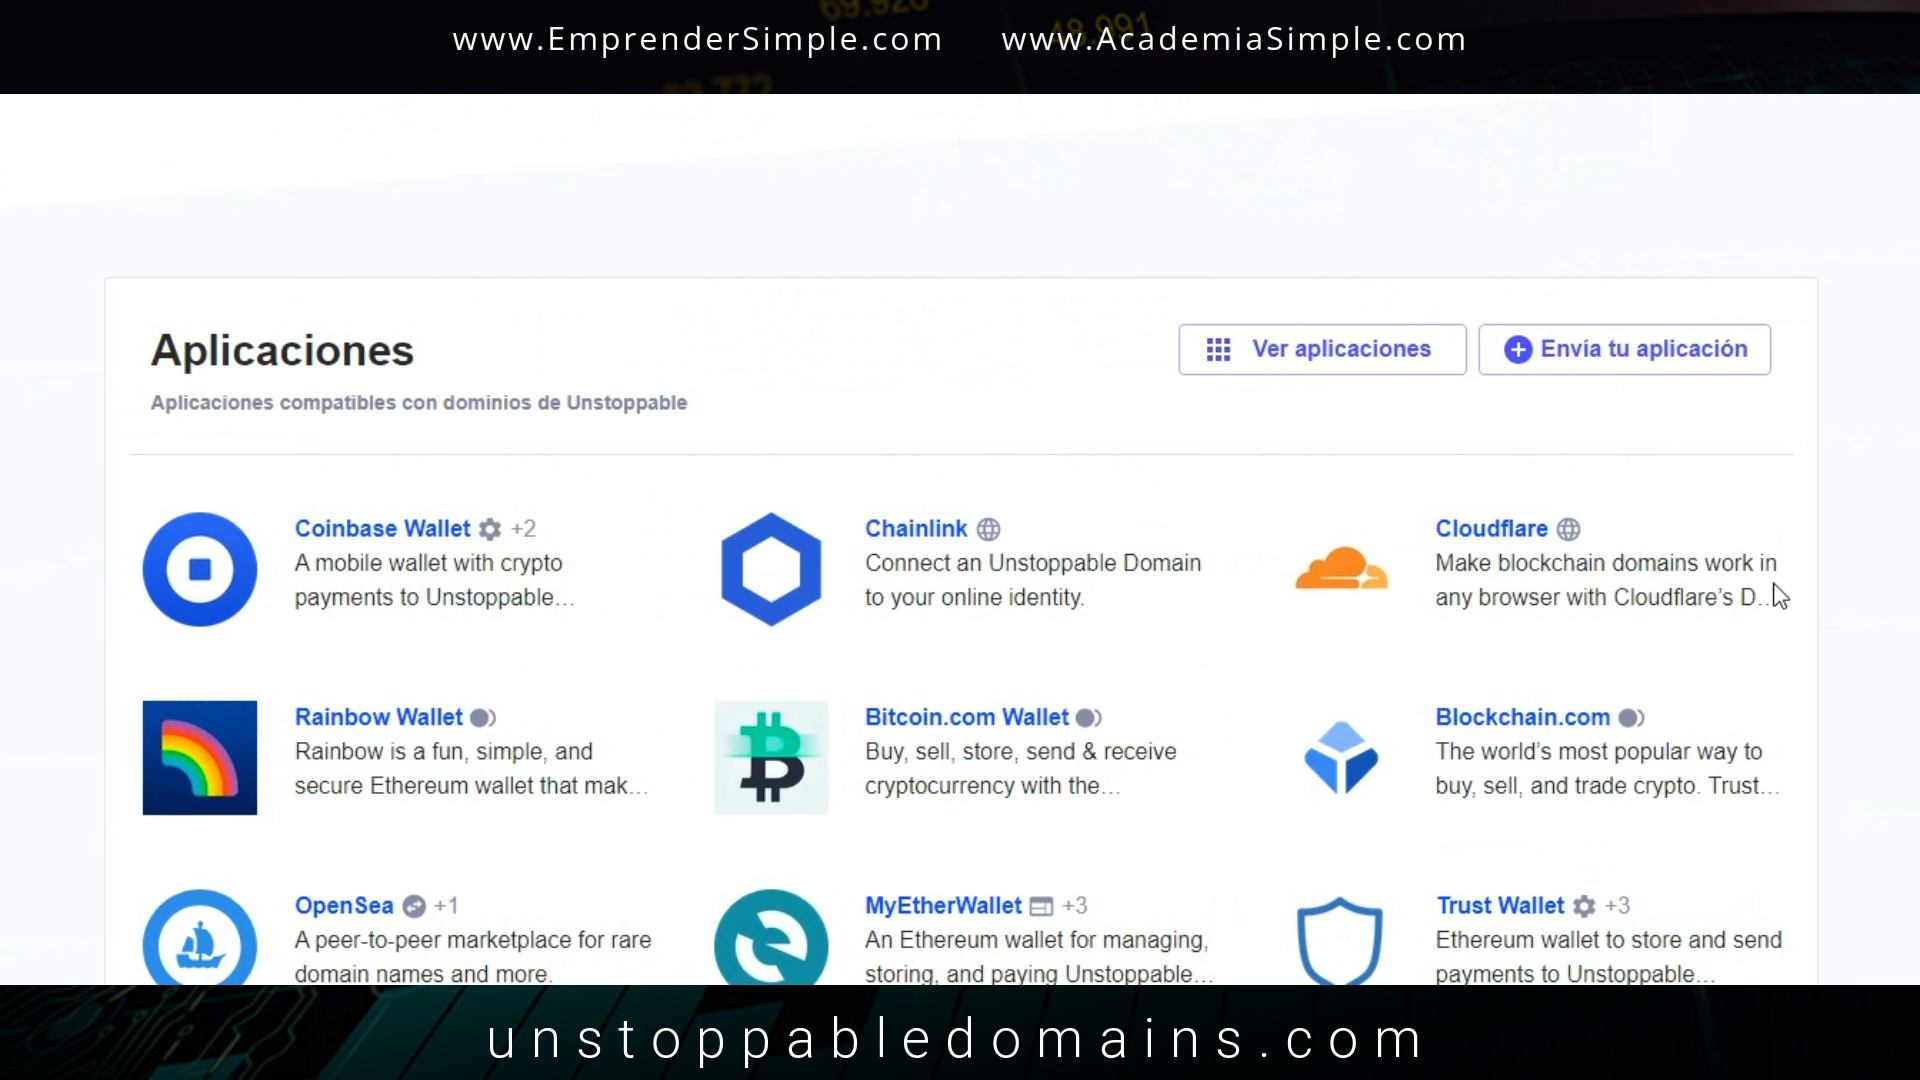 www.EmprenderSimple.com www.AcademiaSimple.com
69.920
48.991
Aplicaciones
Ver aplicaciones
Envía tu aplicación
Aplicaciones compatibles con dominios de Unstoppable
Coinbase Wallet +2
A mobile wallet with crypto
payments to Unstoppable...
Chainlink
Connect an Unstoppable Domain
to your online identity.
Cloudflare
Make blockchain domains work in
any browser with Cloudflare's D...
Rainbow Wallet
Rainbow is a fun, simple, and
secure Ethereum wallet that mak...
Bitcoin.com Wallet
Buy, sell, store, send & receive
cryptocurrency with the...
Blockchain.com
The world's most popular way to
buy, sell, and trade crypto. Trust...
OpenSea +1
A peer-to-peer marketplace for rare
domain names and more.
MyEtherWallet +3
An Ethereum wallet for managing,
storing, and paying Unstoppable...
Trust Wallet +3
Ethereum wallet to store and send
payments to Unstoppable...
unstoppabledomains.com